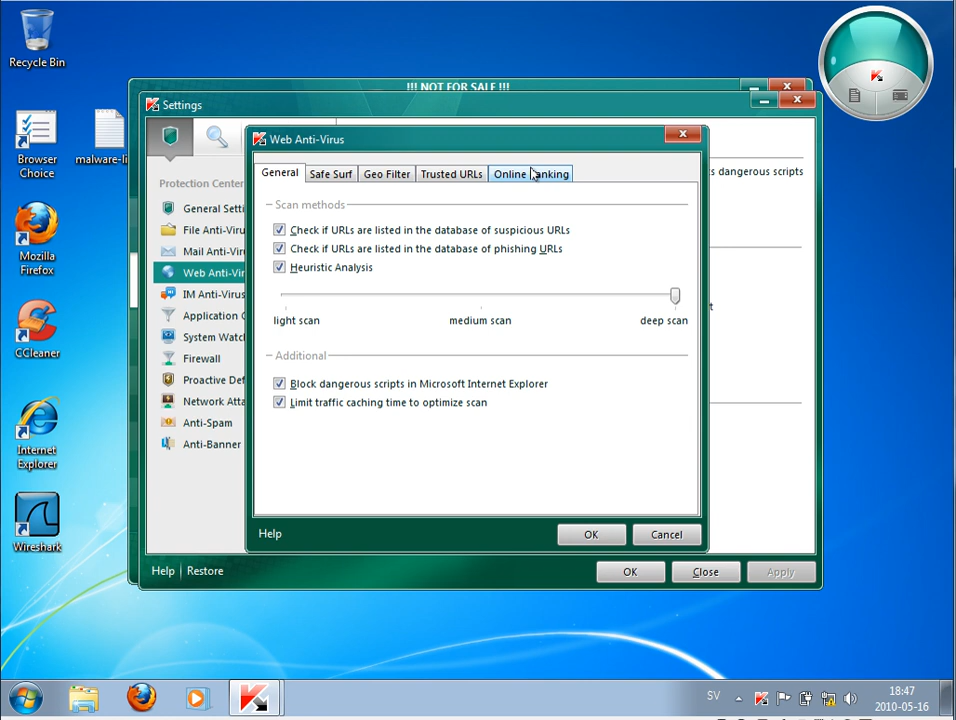 Recycle Bin
Browser
Choice
malware-li
Mozilla
Firefox
CCleaner
Internet
Explorer
Wireshark
!!! NOT FOR SALE !!!
Settings
Protection Center
General Setti
File Anti-Viru
Mail Anti-Vir
Web Anti-Vir
IM Anti-Virus
Application C
System Watch
Firewall
Proactive Def
Network Atta
Anti-Spam
Anti-Banner
s dangerous scripts
t
Help
Restore
OK
Close
Apply
Web Anti-Virus
General
Safe Surf
Geo Filter
Trusted URLs
Online Banking
Scan methods
Check if URLs are listed in the database of suspicious URLs
Check if URLs are listed in the database of phishing URLs
Heuristic Analysis
light scan
medium scan
deep scan
Additional
Block dangerous scripts in Microsoft Internet Explorer
Limit traffic caching time to optimize scan
Help
OK
Cancel
SV
18:47
2010-05-16